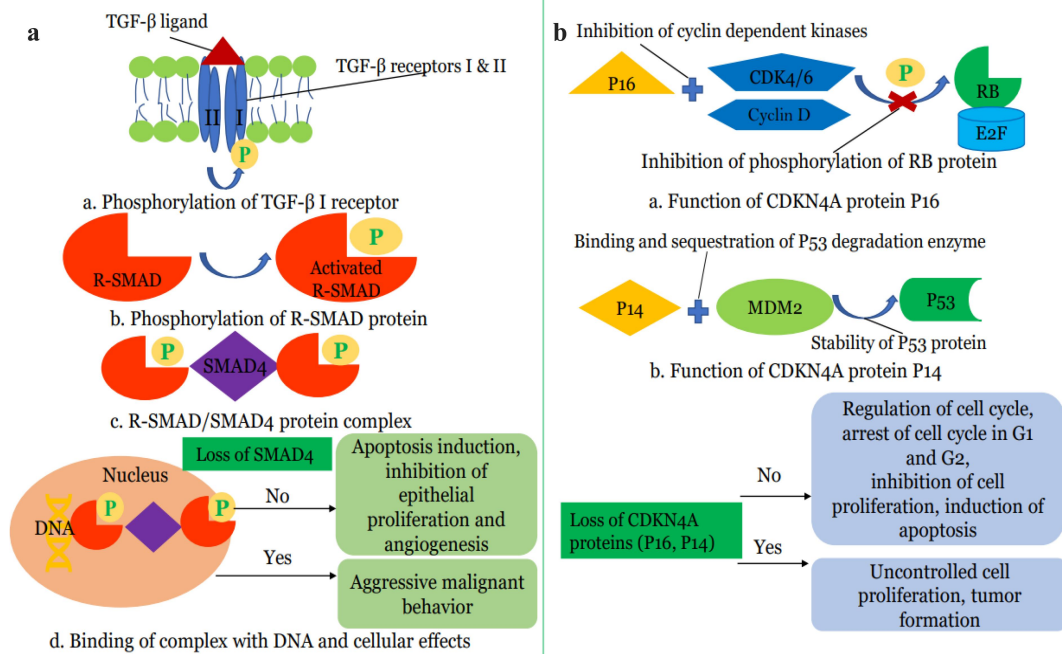 a
TGF-β ligand
TGF-β receptors I & II
II
I
P
a. Phosphorylation of TGF-β I receptor
R-SMAD
P
Activated
R-SMAD
b. Phosphorylation of R-SMAD protein
P
SMAD4
P
c. R-SMAD/SMAD4 protein complex
Loss of SMAD4
Nucleus
DNA
P
P
No
Apoptosis induction,
inhibition of
epithelial
proliferation and
angiogenesis
Yes
Aggressive malignant
behavior
d. Binding of complex with DNA and cellular effects
b
Inhibition of cyclin dependent kinases
P16
CDK4/6
Cyclin D
P
RB
E2F
Inhibition of phosphorylation of RB protein
a. Function of CDKN4A protein P16
Binding and sequestration of P53 degradation enzyme
P14
MDM2
P53
Stability of P53 protein
b. Function of CDKN4A protein P14
Loss of CDKN4A
proteins (P16, P14)
No
Regulation of cell cycle,
arrest of cell cycle in G1
and G2,
inhibition of cell
proliferation, induction of
apoptosis
Yes
Uncontrolled cell
proliferation, tumor
formation